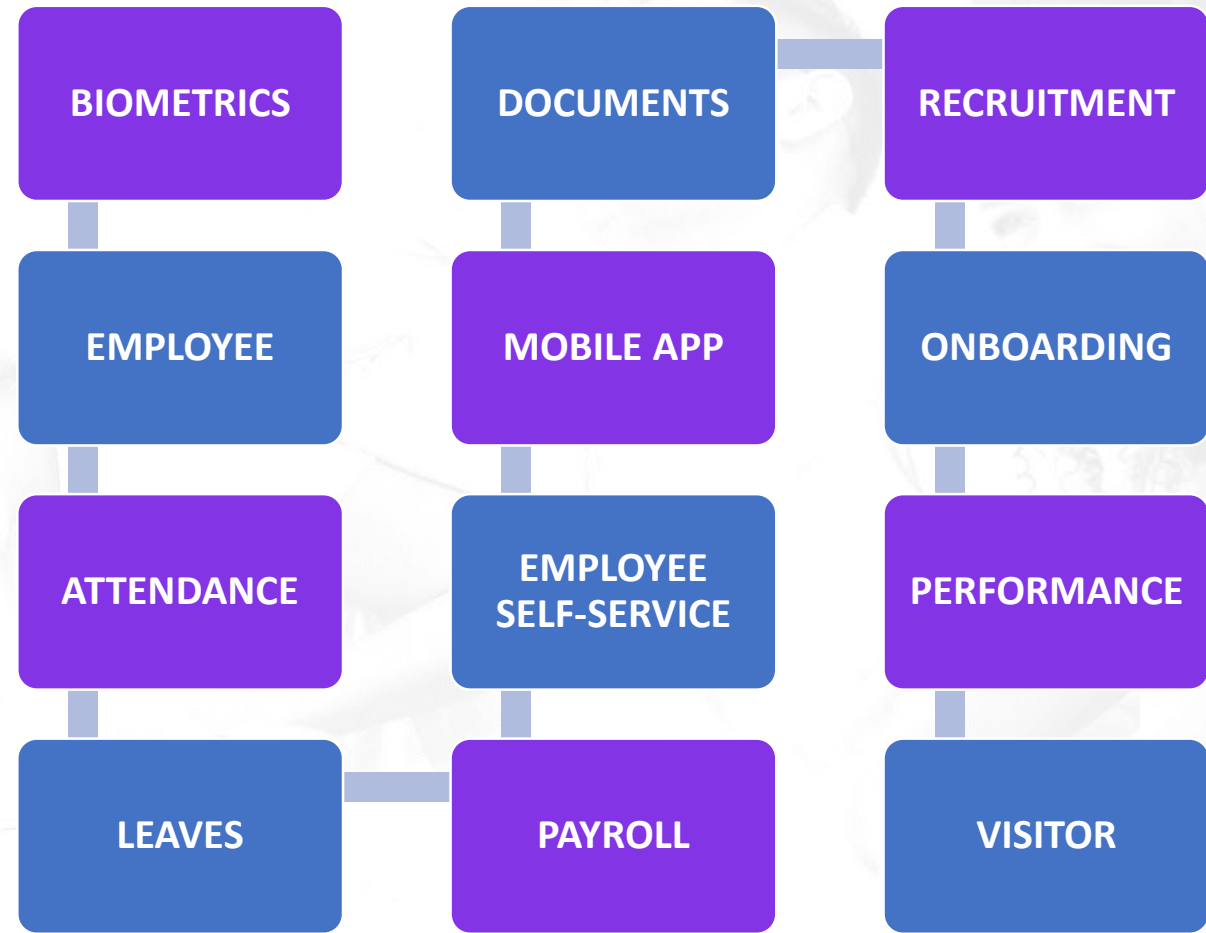 BIOMETRICS
EMPLOYEE
ATTENDANCE
LEAVES
PAYROLL
EMPLOYEE
SELF-SERVICE
MOBILE APP
DOCUMENTS
RECRUITMENT
ONBOARDING
PERFORMANCE
VISITOR